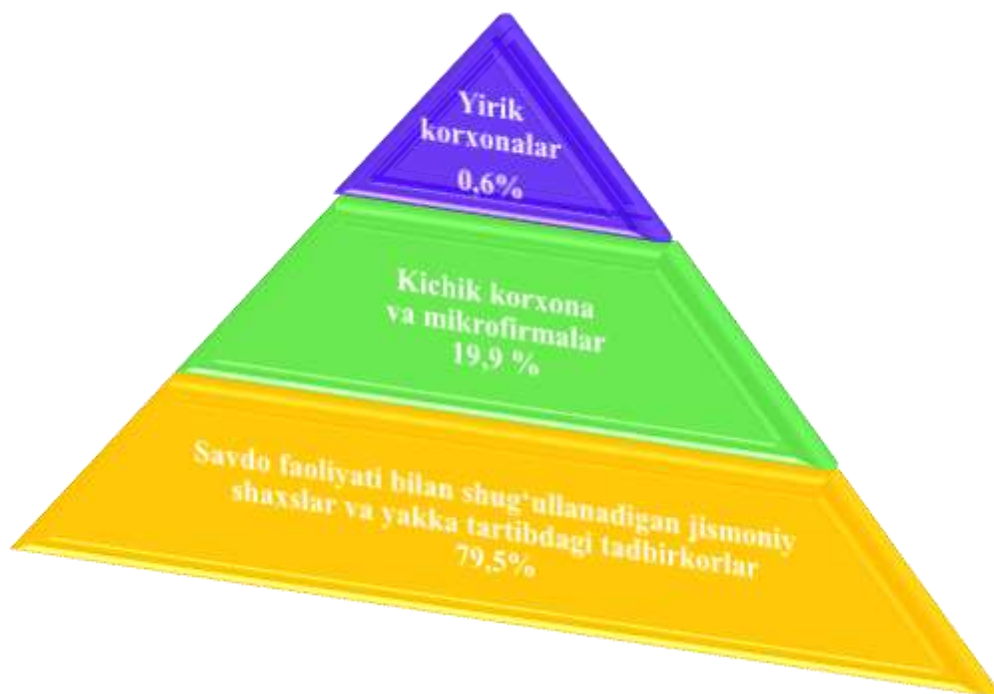 Yirik
korxonalar
0,6%
Kichik korxona
va mikrofirmalar
19,9 %
Savdo faoliyati bilan shug‘ullanadigan jismoniy
shaxslar va yakka tartibdagi tadbirkorlar
79,5%